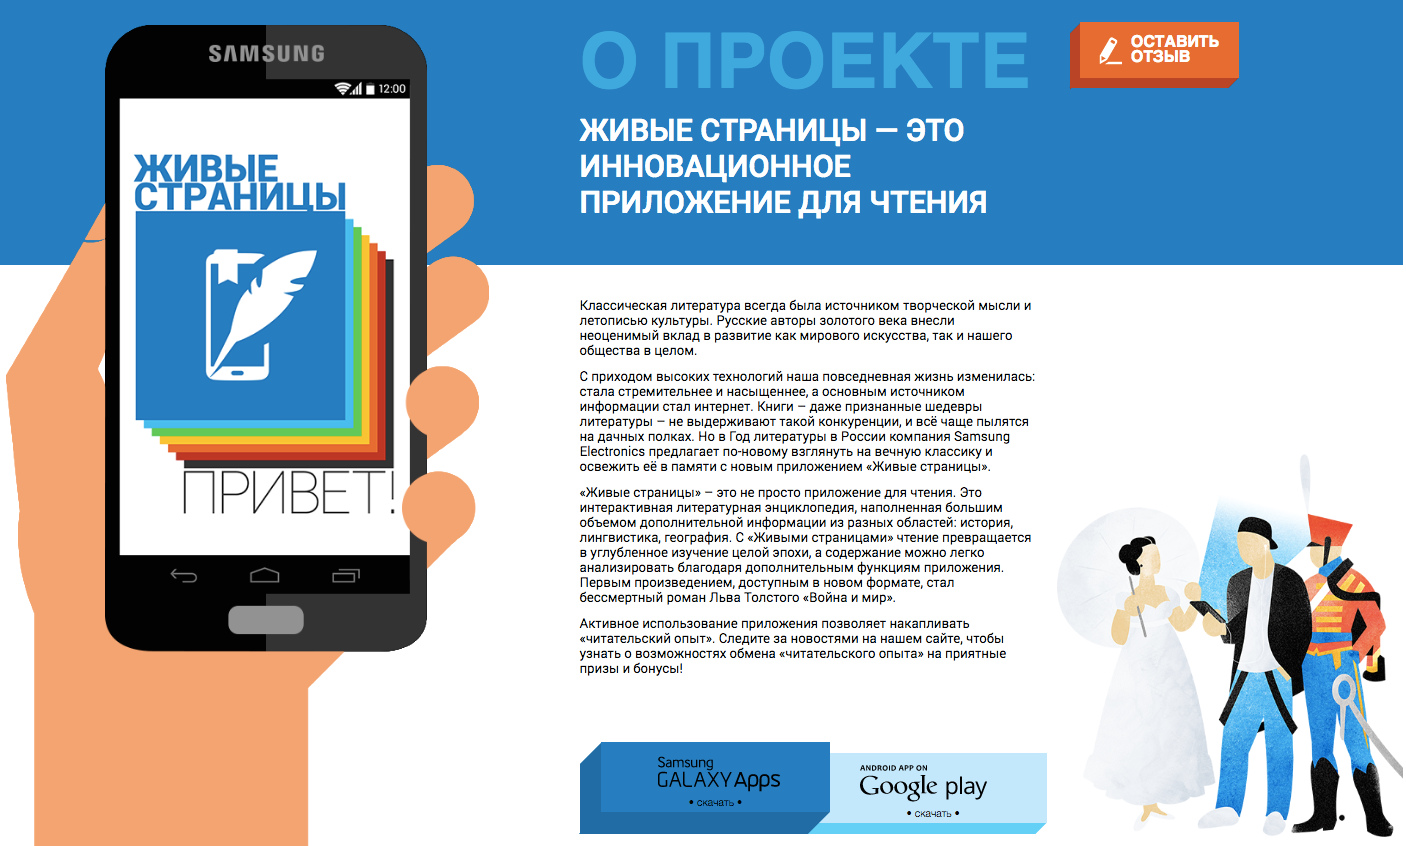 SAMSUNG
12:00
ЖИВЫЕ
СТРАНИЦЫ
ПРИВЕТ!
О ПРОЕКТЕ
ОСТАВИТЬ
ОТЗЫВ
ЖИВЫЕ СТРАНИЦЫ — ЭТО
ИННОВАЦИОННОЕ
ПРИЛОЖЕНИЕ ДЛЯ ЧТЕНИЯ
Классическая литература всегда была источником творческой мысли и
летописью культуры. Русские авторы золотого века внесли
неоценимый вклад в развитие как мирового искусства, так и нашего
общества в целом.
С приходом высоких технологий наша повседневная жизнь изменилась:
стала стремительнее и насыщеннее, а основным источником
информации стал интернет. Книги — даже признанные шедевры
литературы — не выдерживают такой конкуренции, и всё чаще пылятся
на дачных полках. Но в Год литературы в России компания Samsung
Electronics предлагает по-новому взглянуть на вечную классику и
освежить её в памяти с новым приложением «Живые страницы».
«Живые страницы» — это не просто приложение для чтения. Это
интерактивная литературная энциклопедия, наполненная большим
объемом дополнительной информации из разных областей: история,
лингвистика, география. С «Живыми страницами» чтение превращается
в углубленное изучение целой эпохи, а содержание можно легко
анализировать благодаря дополнительным функциям приложения.
Первым произведением, доступным в новом формате, стал
бессмертный роман Льва Толстого «Война и мир».
Активное использование приложения позволяет накапливать
«читательский опыт». Следите за новостями на нашем сайте, чтобы
узнать о возможностях обмена «читательского опыта» на приятные
призы и бонусы!
Samsung
GALAXY Apps
• скачать •
ANDROID APP ON
Google play
• скачать •